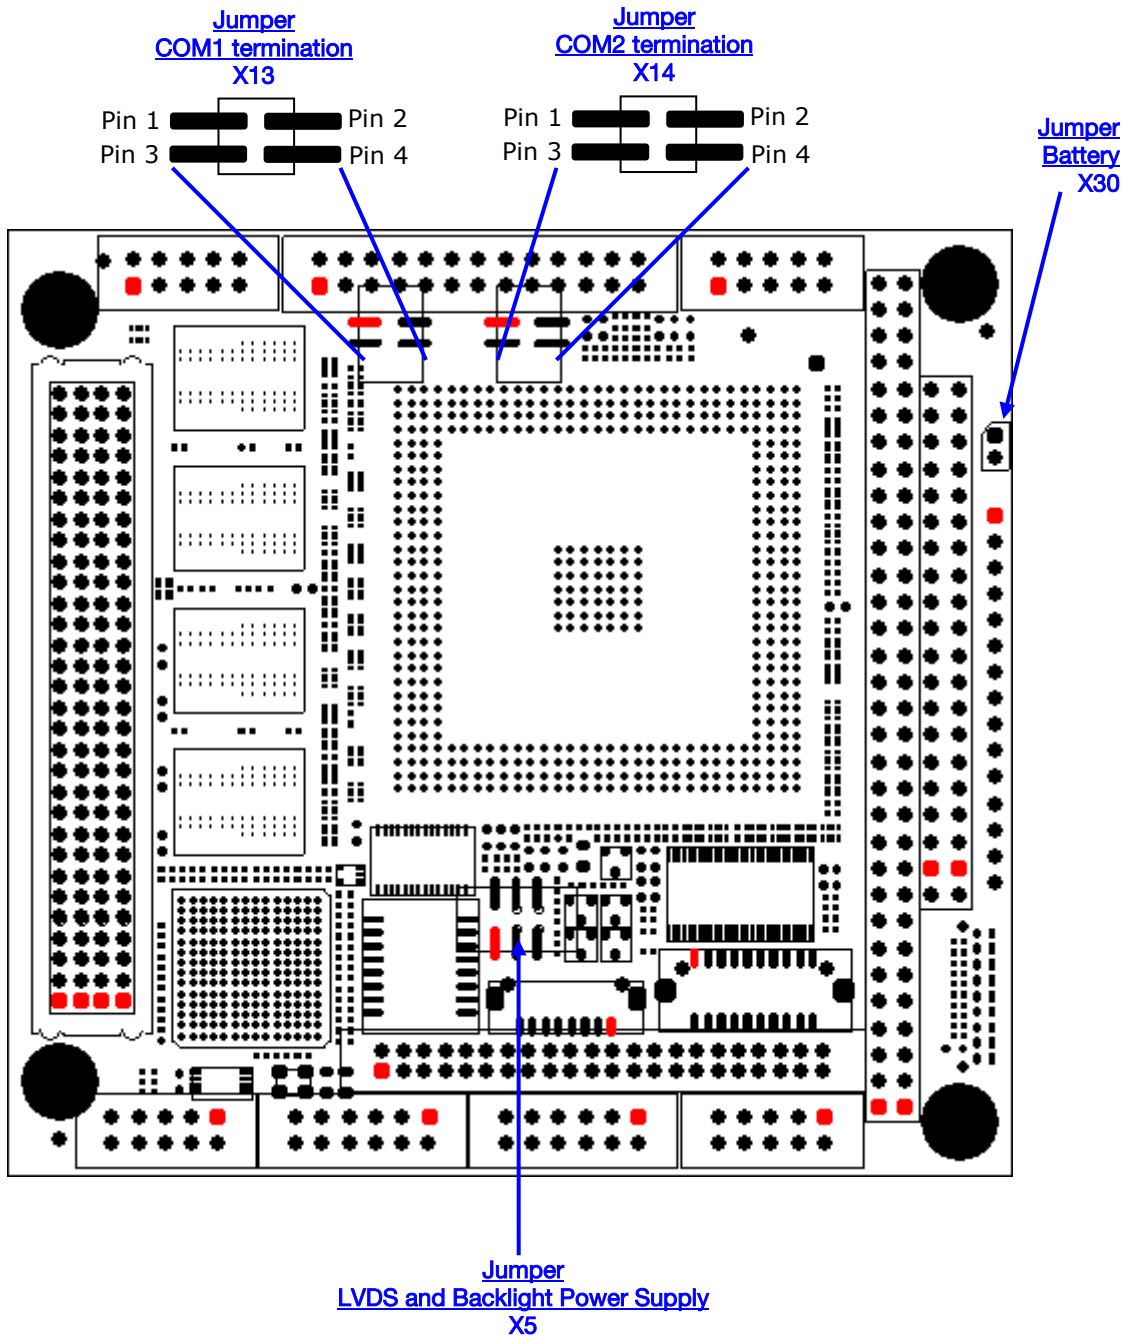 Jumper
COM1 termination
X13
Pin 1
Pin 2
Pin 3
Pin 4
Jumper
COM2 termination
X14
Pin 1
Pin 2
Pin 3
Pin 4
Jumper
Battery
X30
Jumper
LVDS and Backlight Power Supply
X5